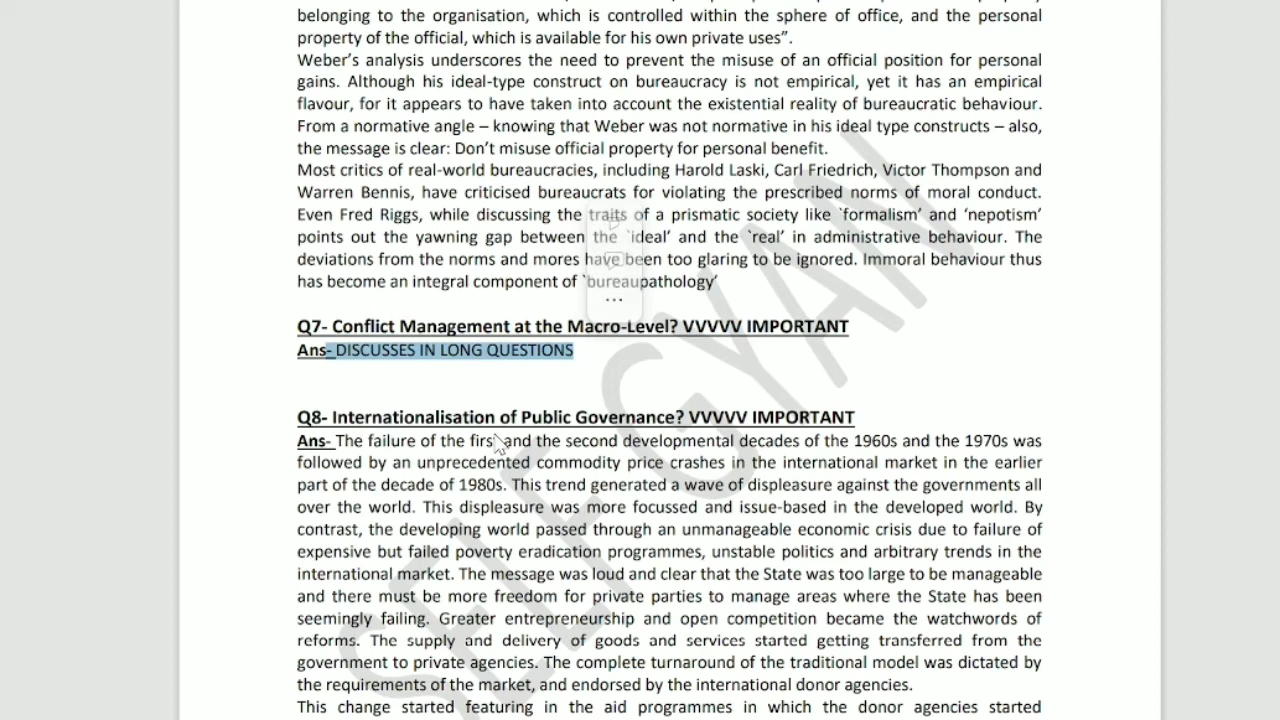 belonging to the organisation, which is controlled within the sphere of office, and the personal
property of the official, which is available for his own private uses”.
Weber’s analysis underscores the need to prevent the misuse of an official position for personal
gains. Although his ideal-type construct on bureaucracy is not empirical, yet it has an empirical
flavour, for it appears to have taken into account the existential reality of bureaucratic behaviour.
From a normative angle – knowing that Weber was not normative in his ideal type constructs – also,
the message is clear: Don’t misuse official property for personal benefit.
Most critics of real-world bureaucracies, including Harold Laski, Carl Friedrich, Victor Thompson and
Warren Bennis, have criticised bureaucrats for violating the prescribed norms of moral conduct.
Even Fred Riggs, while discussing the traits of a prismatic society like `formalism’ and ‘nepotism’
points out the yawning gap between the `ideal’ and the `real’ in administrative behaviour. The
deviations from the norms and mores have been too glaring to be ignored. Immoral behaviour thus
has become an integral component of `bureaupathology’
Q7- Conflict Management at the Macro-Level? VVVVV IMPORTANT
Ans- DISCUSSES IN LONG QUESTIONS
Q8- Internationalisation of Public Governance? VVVVV IMPORTANT
Ans- The failure of the first and the second developmental decades of the 1960s and the 1970s was
followed by an unprecedented commodity price crashes in the international market in the earlier
part of the decade of 1980s. This trend generated a wave of displeasure against the governments all
over the world. This displeasure was more focussed and issue-based in the developed world. By
contrast, the developing world passed through an unmanageable economic crisis due to failure of
expensive but failed poverty eradication programmes, unstable politics and arbitrary trends in the
international market. The message was loud and clear that the State was too large to be manageable
and there must be more freedom for private parties to manage areas where the State has been
seemingly failing. Greater entrepreneurship and open competition became the watchwords of
reforms. The supply and delivery of goods and services started getting transferred from the
government to private agencies. The complete turnaround of the traditional model was dictated by
the requirements of the market, and endorsed by the international donor agencies.
This change started featuring in the aid programmes in which the donor agencies started
SELF GYAN